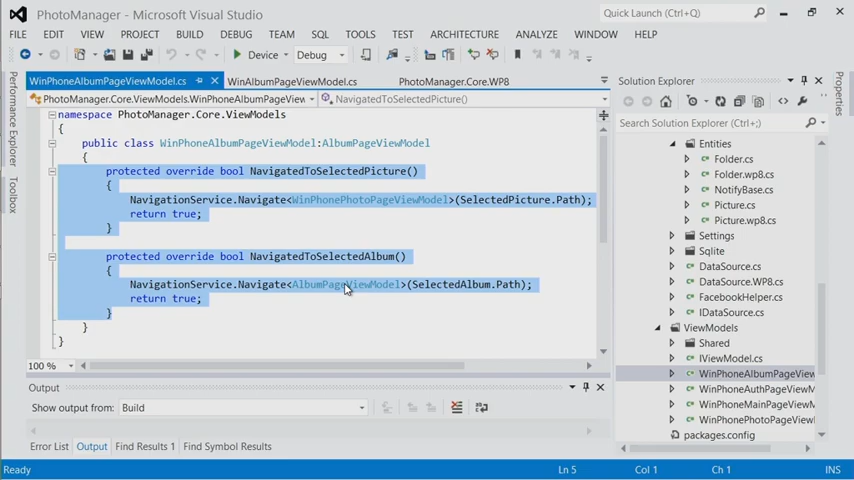 PhotoManager - Microsoft Visual Studio
Quick Launch (Ctrl+Q)
FILE EDIT VIEW PROJECT BUILD DEBUG TEAM SQL TOOLS TEST ARCHITECTURE ANALYZE WINDOW HELP
Device Debug
Performance Explorer
Toolbox
WinPhoneAlbumPageViewModel.cs WinAlbumPageViewModel.cs PhotoManager.Core.WP8
PhotoManager.Core.ViewModels.WinPhoneAlbumPageView NavigatedToSelectedPicture()
namespace PhotoManager.Core.ViewModels
{
public class WinPhoneAlbumPageViewModel:AlbumPageViewModel
{
protected override bool NavigatedToSelectedPicture()
{
NavigationService.Navigate<WinPhonePhotoPageViewModel>(SelectedPicture.Path);
return true;
}
protected override bool NavigatedToSelectedAlbum()
{
NavigationService.Navigate<AlbumPageViewModel>(SelectedAlbum.Path);
return true;
}
}
}
100 %
Output
Show output from: Build
Error List Output Find Results 1 Find Symbol Results
Solution Explorer
Search Solution Explorer (Ctrl+;)
Entities
Folder.cs
Folder.wp8.cs
NotifyBase.cs
Picture.cs
Picture.wp8.cs
Settings
Sqlite
DataSource.cs
DataSource.WP8.cs
FacebookHelper.cs
IDataSource.cs
ViewModels
Shared
IViewModel.cs
WinPhoneAlbumPageView
WinPhoneAuthPageViewM
WinPhoneMainPageViewM
WinPhonePhotoPageViewM
packages.config
Properties
Ready Ln 5 Col 1 Ch 1 INS